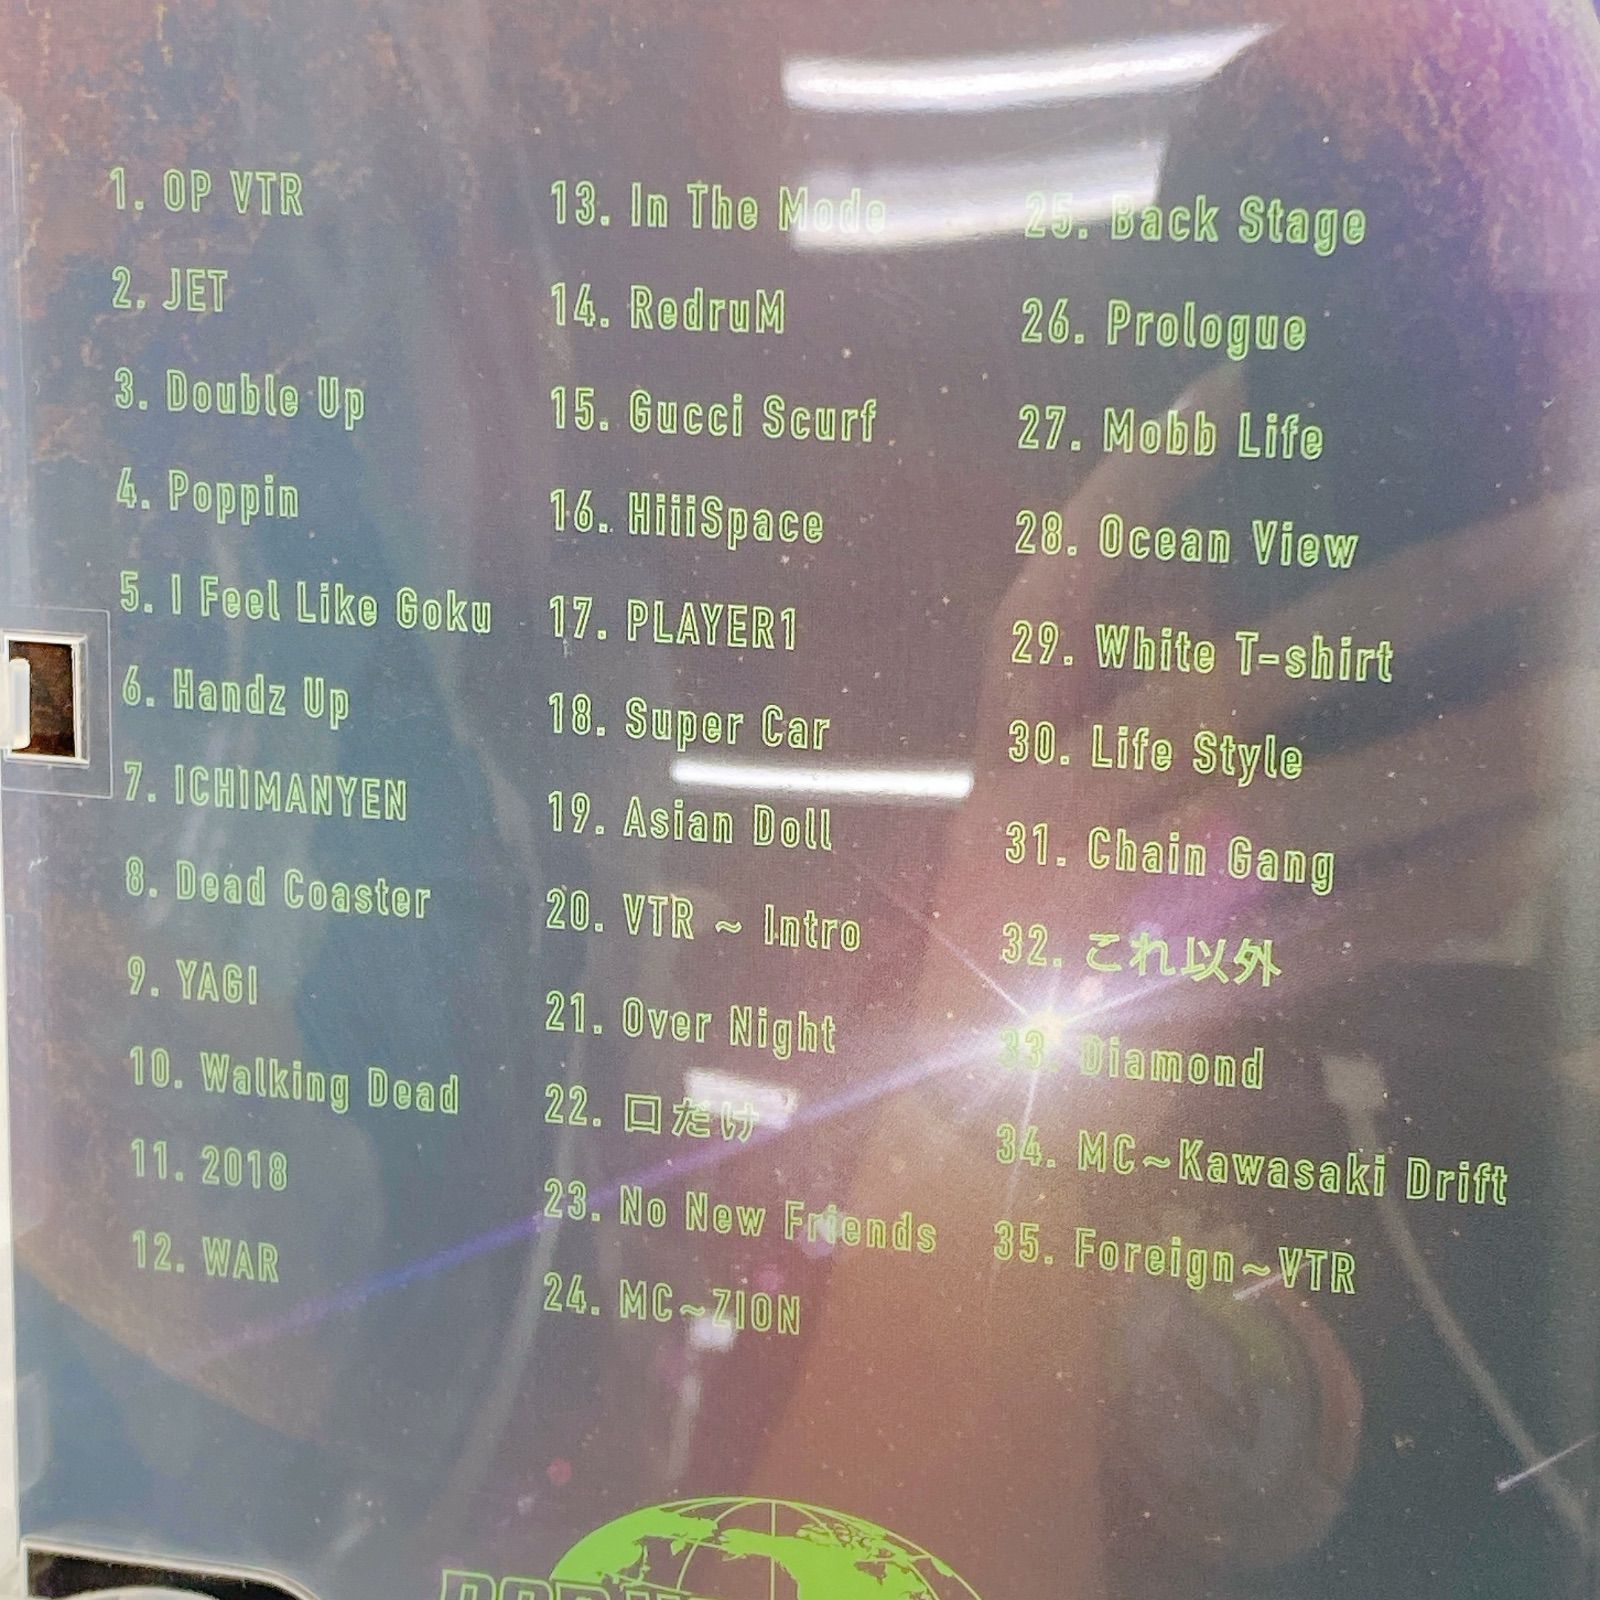 1. OP VTR
2. JET
3. Double Up
4. Poppin
5. I Feel Like Goku
6. Handz Up
7. ICHIMANYEN
8. Dead Coaster
9. YAGI
10. Walking Dead
11. 2018
12. WAR
13. In The Mode
14. RedruM
15. Gucci Scurf
16. HiiiSpace
17. PLAYER1
18. Super Car
19. Asian Doll
20. VTR ~ Intro
21. Over Night
22. 口だけ
23. No New Friends
24. MC~ZION
25. Back Stage
26. Prologue
27. Mobb Life
28. Ocean View
29. White T-shirt
30. Life Style
31. Chain Gang
32. これ以外
33. Diamond
34. MC~Kawasaki Drift
35. Foreign~VTR